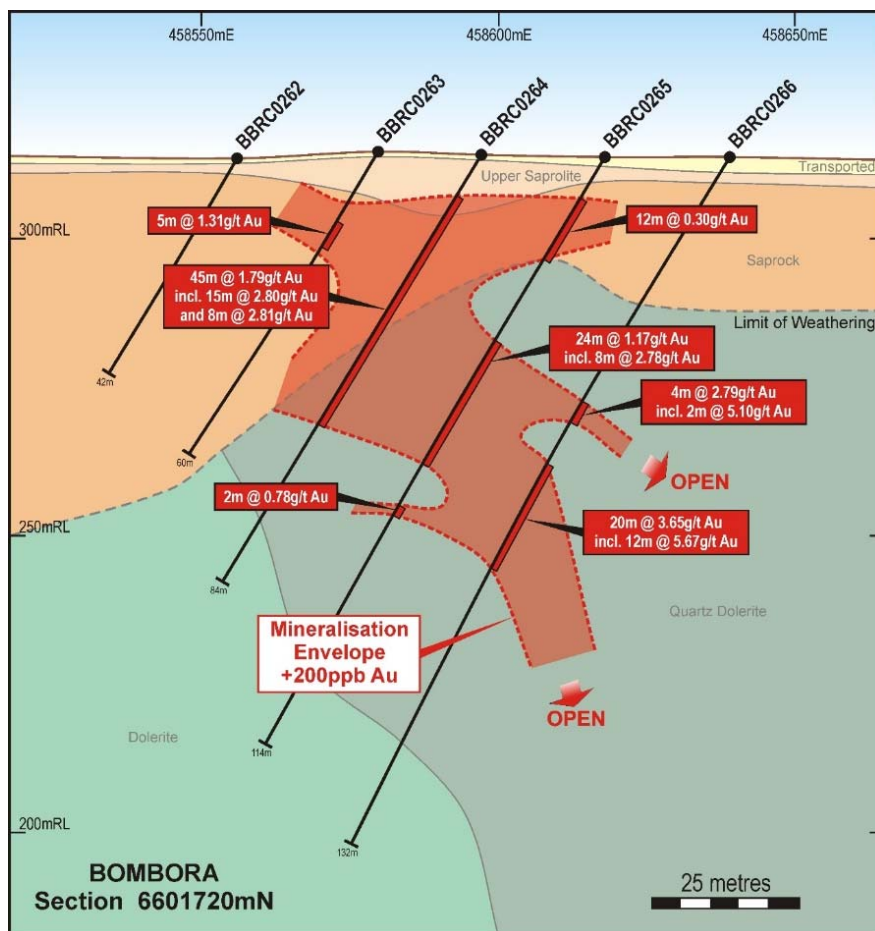 458550mE
458600mE
458650mE
BBRC0262
BBRC0263
BBRC0264
BBRC0265
BBRC0266
Transported
Upper Saprolite
300mRL
5m @ 1.31g/t Au
12m @ 0.30g/t Au
Saprock
45m @ 1.79g/t Au
incl. 15m @ 2.80g/t Au
and 8m @ 2.81g/t Au
Limit of Weathering
24m @ 1.17g/t Au
incl. 8m @ 2.78g/t Au
42m
4m @ 2.79g/t Au
incl. 2m @ 5.10g/t Au
60m
OPEN
2m @ 0.78g/t Au
20m @ 3.65g/t Au
incl. 12m @ 5.67g/t Au
250mRL
84m
Quartz Dolerite
Mineralisation
Envelope
+200ppb Au
OPEN
Dolerite
114m
200mRL
132m
BOMBORA
Section 6601720mN
25 metres